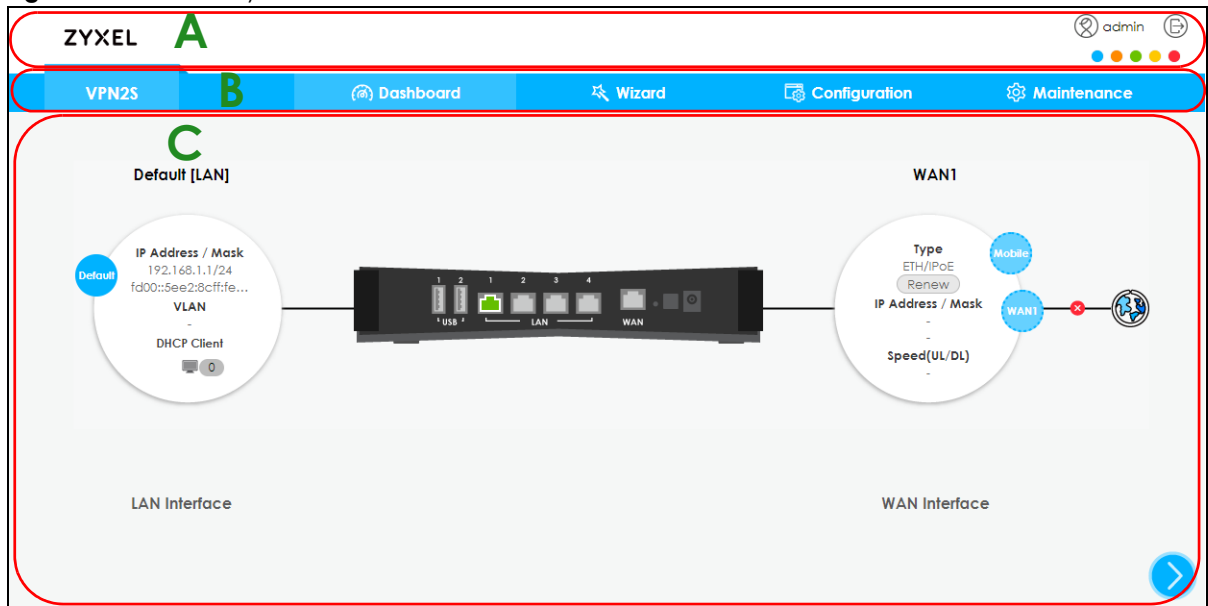 ZYXEL
A
admin
VPN2S
B
Dashboard
Wizard
Configuration
Maintenance
C
Default [LAN]
WAN1
Default
IP Address / Mask
192.168.1.1/24
fd00::5ee2:8cff:fe...
VLAN
-
DHCP Client
0
1 2 1 2 3 4
USB LAN WAN
Type
ETH/IPoE
Renew
IP Address / Mask
-
-
Speed(UL/DL)
-
Mobile
WAN1
LAN Interface
WAN Interface